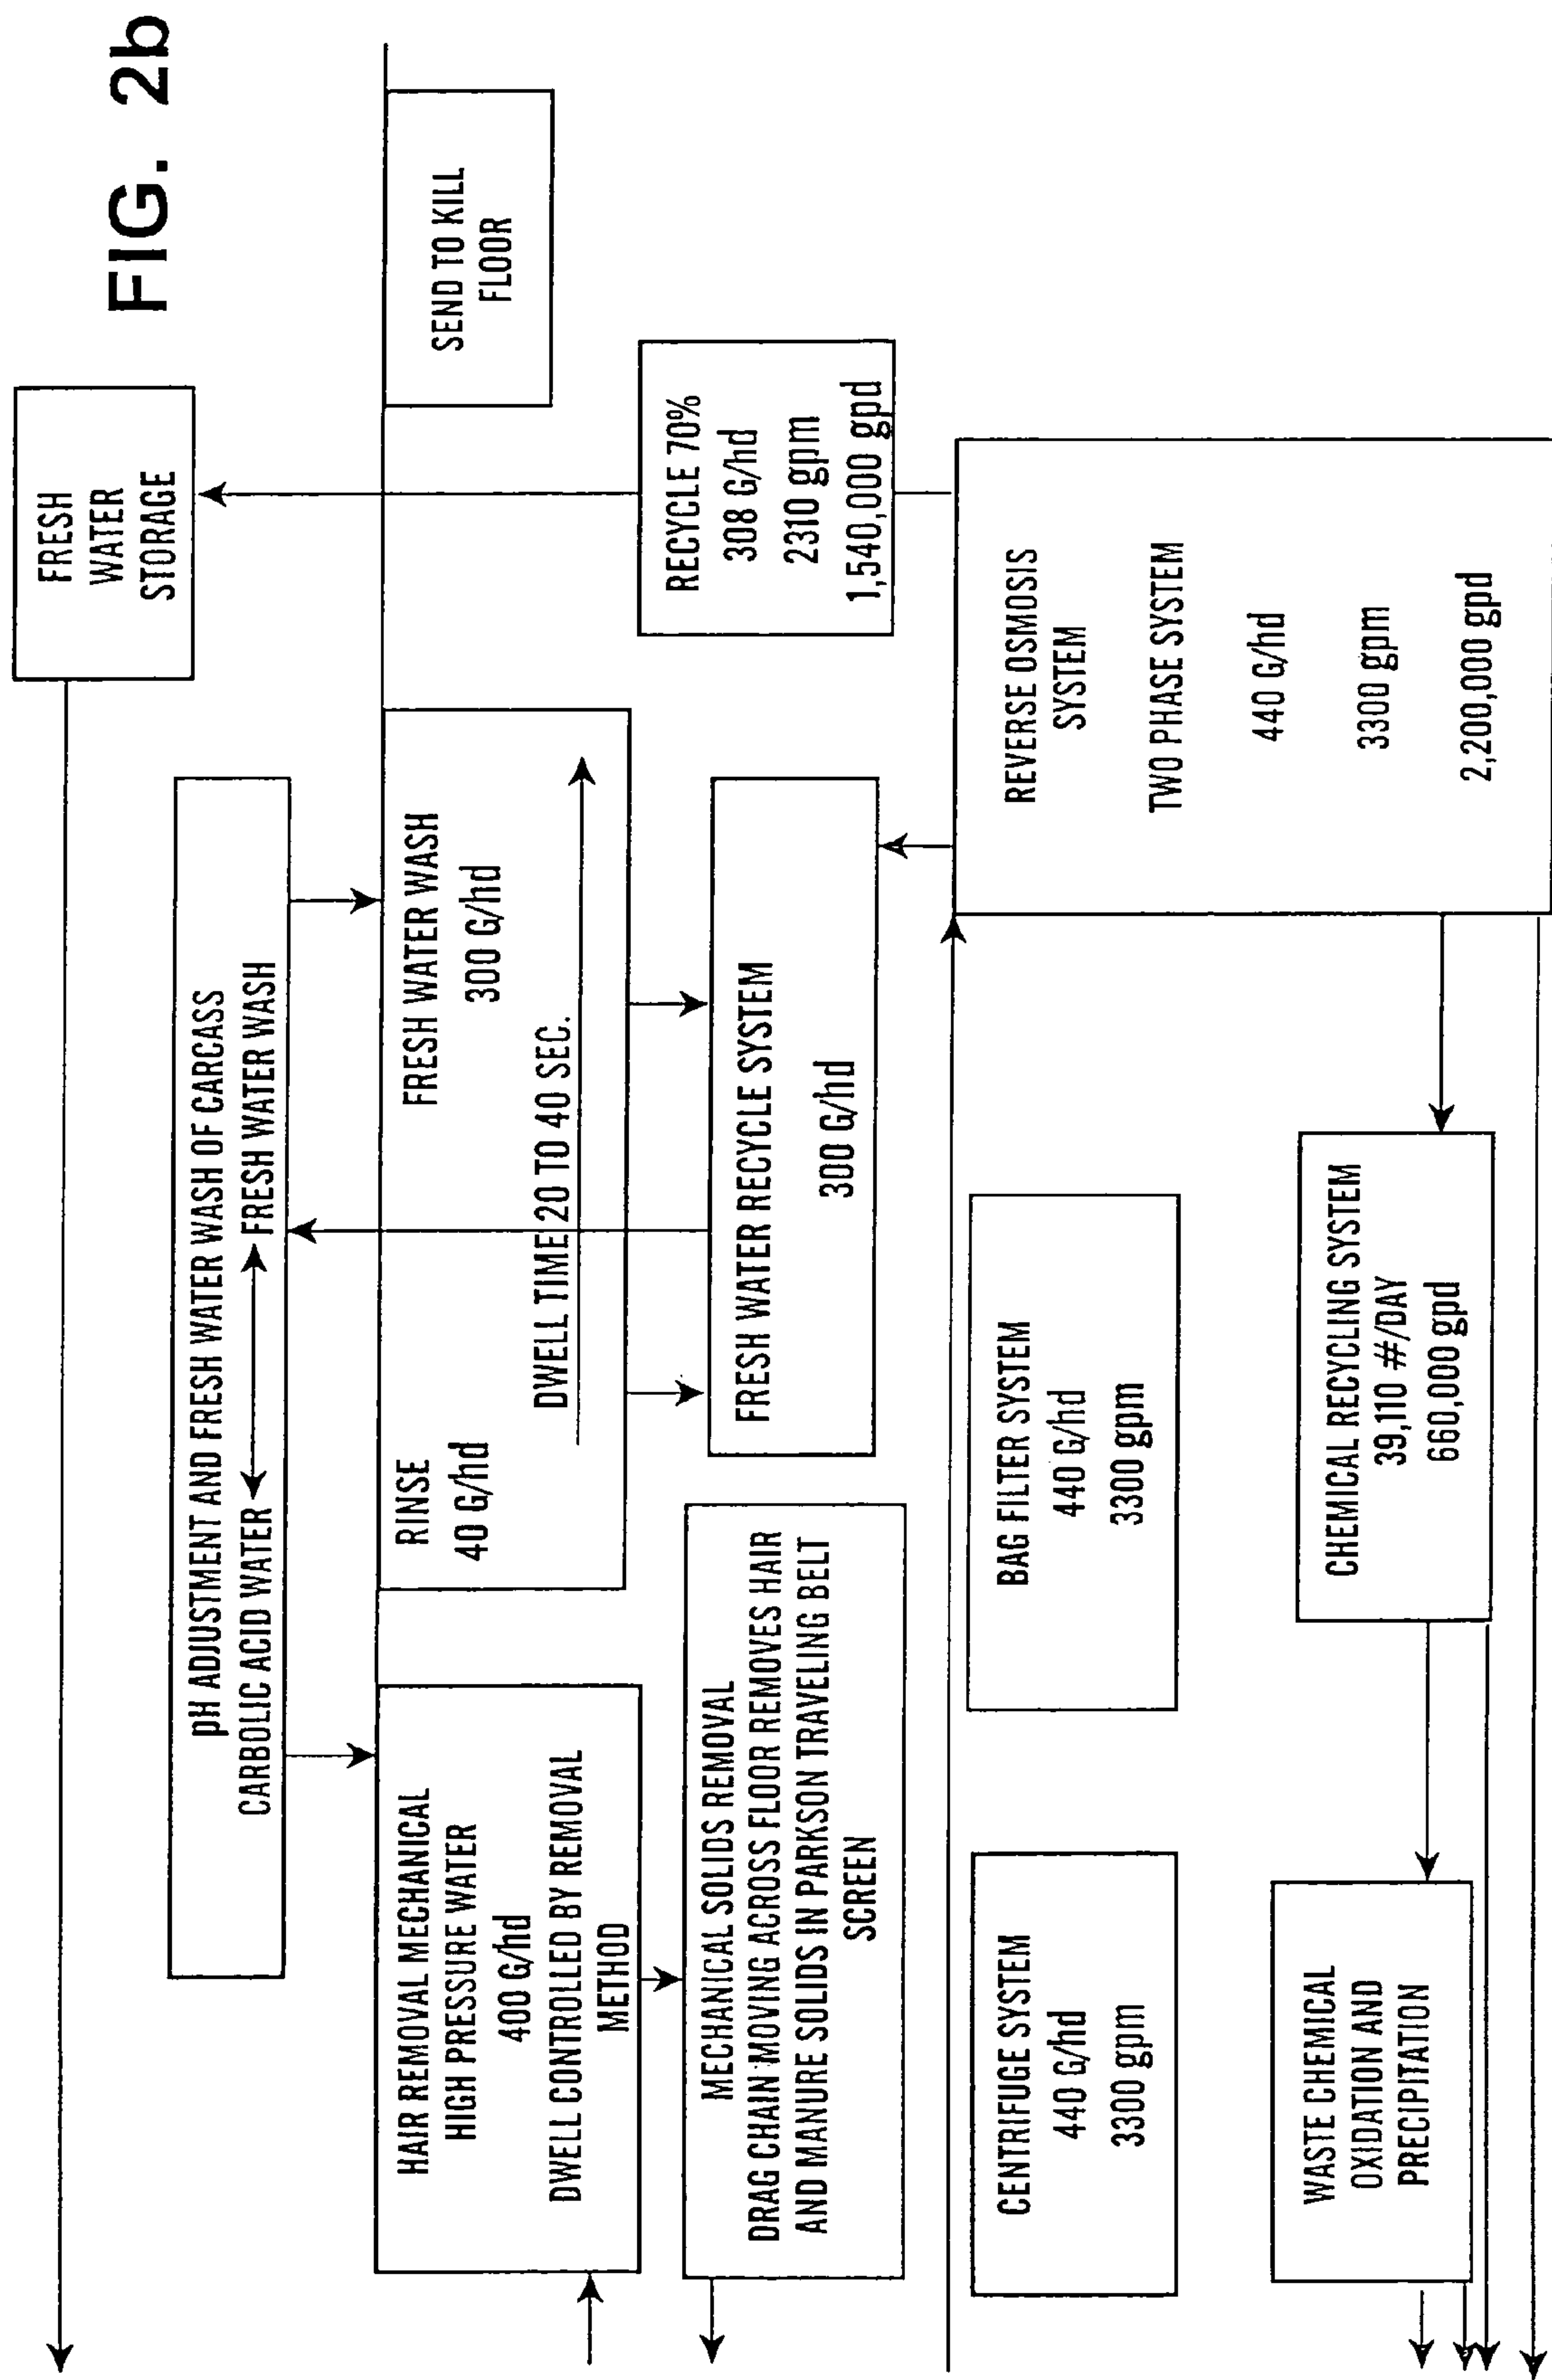 FIG. 2b
FRESH
WATER
STORAGE
pH ADJUSTMENT AND FRESH WATER WASH OF CARCASS
CARBOLIC ACID WATER FRESH WATER WASH
HAIR REMOVAL MECHANICAL
HIGH PRESSURE WATER
400 G/hd
DWELL CONTROLLED BY REMOVAL
METHOD
RINSE
40 G/hd
FRESH WATER WASH
300 G/hd
DWELL TIME 20 TO 40 SEC.
SEND TO KILL
FLOOR
MECHANICAL SOLIDS REMOVAL
DRAG CHAIN MOVING ACROSS FLOOR REMOVES HAIR
AND MANURE SOLIDS IN PARKSON TRAVELING BELT
SCREEN
FRESH WATER RECYCLE SYSTEM
300 G/hd
RECYCLE 70%
308 G/hd
2310 gpm
1,540,000 gpd
CENTRIFUGE SYSTEM
440 G/hd
3300 gpm
BAG FILTER SYSTEM
440 G/hd
3300 gpm
REVERSE OSMOSIS
SYSTEM
TWO PHASE SYSTEM
440 G/hd
3300 gpm
2,200,000 gpd
WASTE CHEMICAL
OXIDATION AND
PRECIPITATION
CHEMICAL RECYCLING SYSTEM
39,110 #/DAY
660,000 gpd